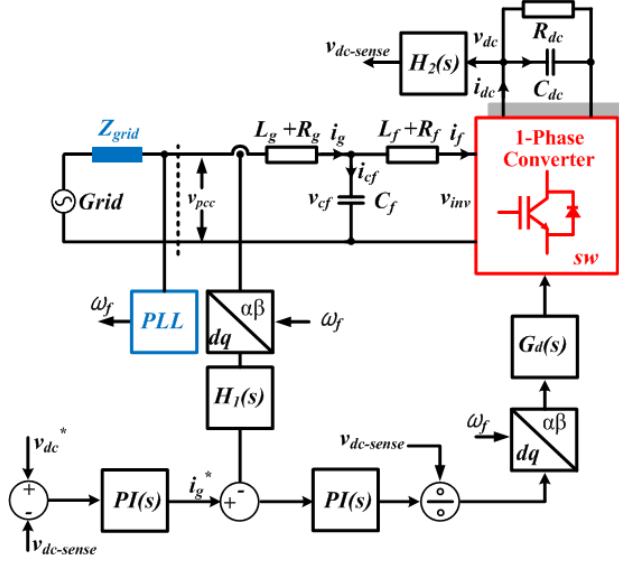 R_dc
v_dc-sense
H_2(s)
v_dc
i_dc
C_dc
Z_grid
L_g +R_g
i_g
L_f +R_f
i_f
1-Phase
Converter
Grid
v_pcc
i_cf
v_cf
C_f
v_inv
sw
ω_f
PLL
αβ
dq
ω_f
G_d(s)
H_1(s)
v_dc*
v_dc-sense
ω_f
αβ
dq
+
-
PI(s)
i_g*
+
-
PI(s)
÷
v_dc-sense